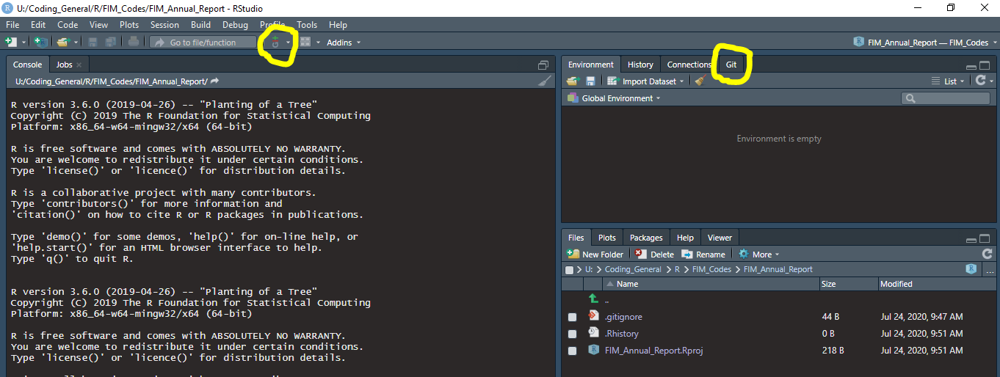 U:/Coding_General/R/FIM_Codes/FIM_Annual_Report - RStudio
File Edit Code View Plots Session Build Debug Profile Tools Help
Go to file/function
Addins
FIM_Annual_Report — FIM_Codes
Console Jobs
U:/Coding_General/R/FIM_Codes/FIM_Annual_Report/
R version 3.6.0 (2019-04-26) -- "Planting of a Tree"
Copyright (C) 2019 The R Foundation for Statistical Computing
Platform: x86_64-w64-mingw32/x64 (64-bit)
R is free software and comes with ABSOLUTELY NO WARRANTY.
You are welcome to redistribute it under certain conditions.
Type 'license()' or 'licence()' for distribution details.
R is a collaborative project with many contributors.
Type 'contributors()' for more information and
'citation()' on how to cite R or R packages in publications.
Type 'demo()' for some demos, 'help()' for on-line help, or
'help.start()' for an HTML browser interface to help.
Type 'q()' to quit R.
R version 3.6.0 (2019-04-26) -- "Planting of a Tree"
Copyright (C) 2019 The R Foundation for Statistical Computing
Platform: x86_64-w64-mingw32/x64 (64-bit)
R is free software and comes with ABSOLUTELY NO WARRANTY.
You are welcome to redistribute it under certain conditions.
Type 'license()' or 'licence()' for distribution details.
Environment History Connections Git
Import Dataset
List
Global Environment
Environment is empty
Files Plots Packages Help Viewer
New Folder Delete Rename More
U: > Coding_General > R > FIM_Codes > FIM_Annual_Report
...
Name Size Modified
..
.gitignore 44 B Jul 24, 2020, 9:47 AM
.Rhistory 0 B Jul 24, 2020, 9:51 AM
FIM_Annual_Report.Rproj 218 B Jul 24, 2020, 9:51 AM